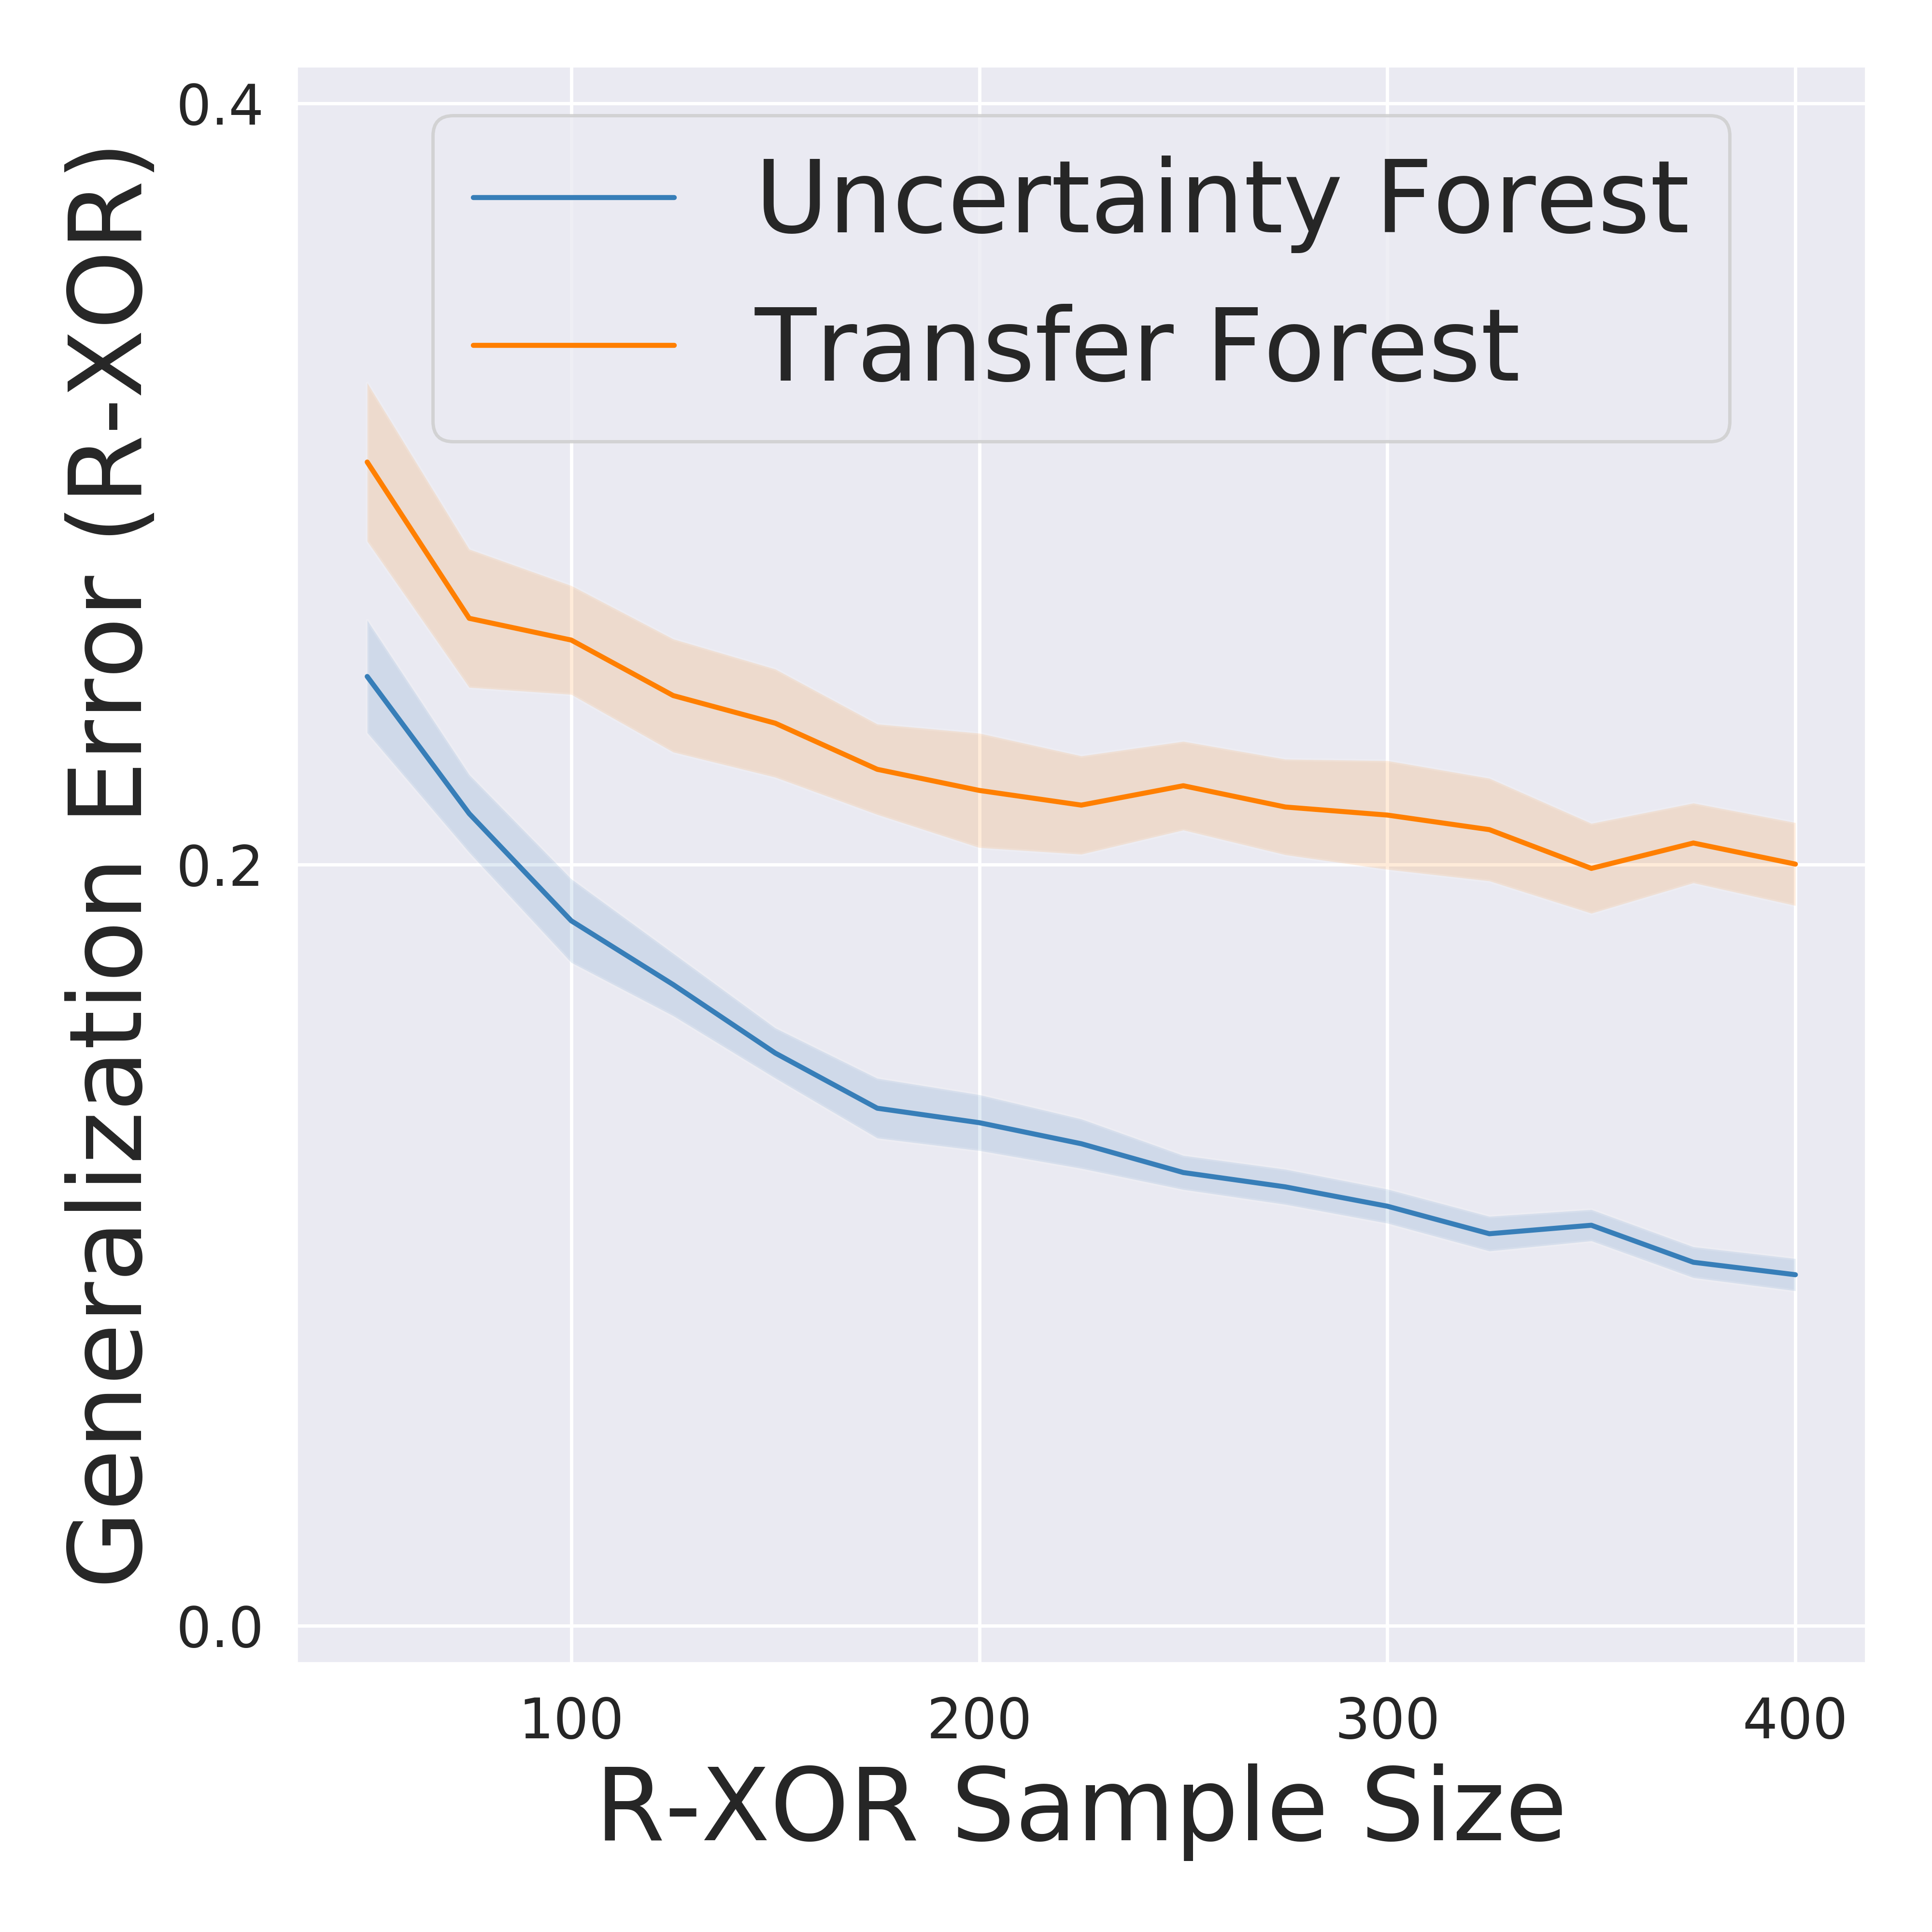 Generalization Error (R-XOR)
0.4
0.2
0.0
Uncertainty Forest
Transfer Forest
100 200 300 400
R-XOR Sample Size